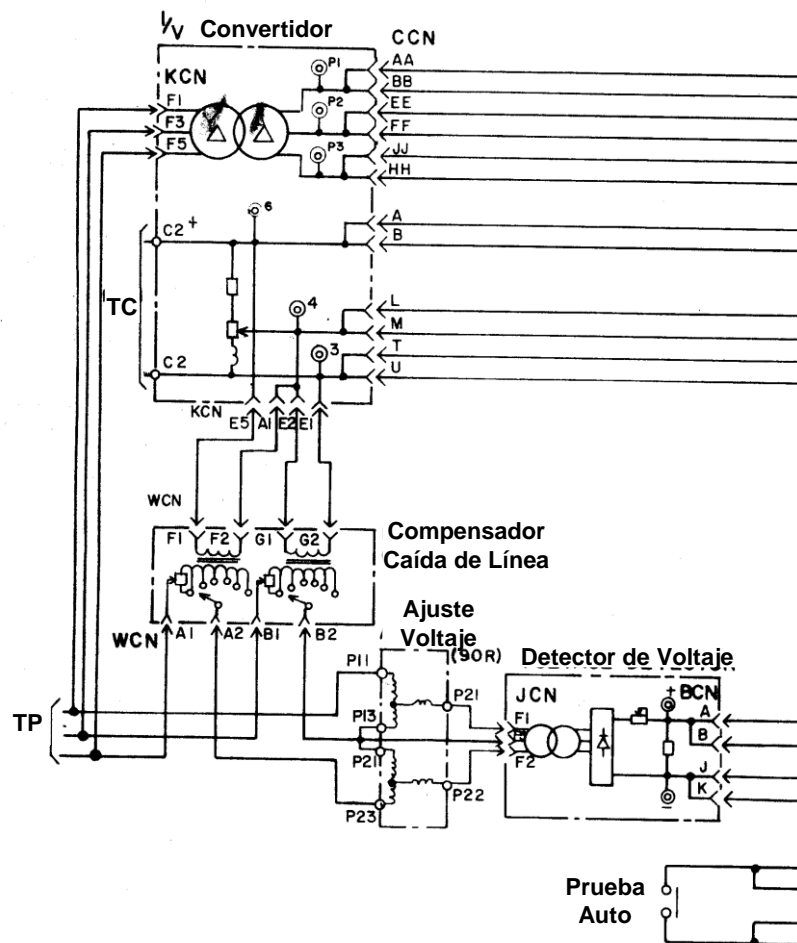 I/V Convertidor
CCN
KCN
F1
F3
F5
P1
P2
P3
AA
BB
EE
FF
JJ
HH
6
C2 +
A
B
TC
4
L
M
3
T
C2
U
KCN
E5 A1 E2 E1
WCN
F1 F2 G1 G2
Compensador
Caída de Línea
WCN A1 A2 B1 B2
Ajuste
Voltaje
(90R)
Detector de Voltaje
P11
P21
JCN
+ BCN
TP
P13
F1
A
B
P21
F2
J
K
P22
P23
−
Prueba
Auto